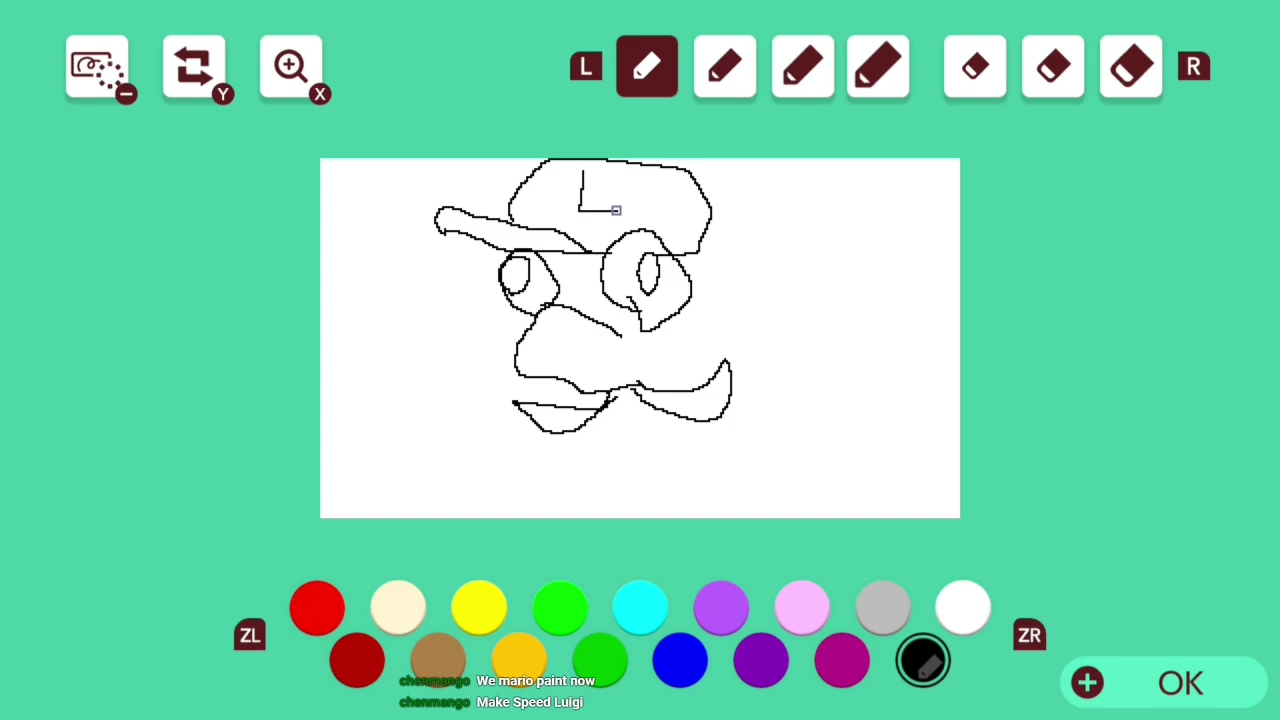 L
R
Y
X
L
ZL
ZR
chenmango We mario paint now
chenmango Make Speed Luigi
OK